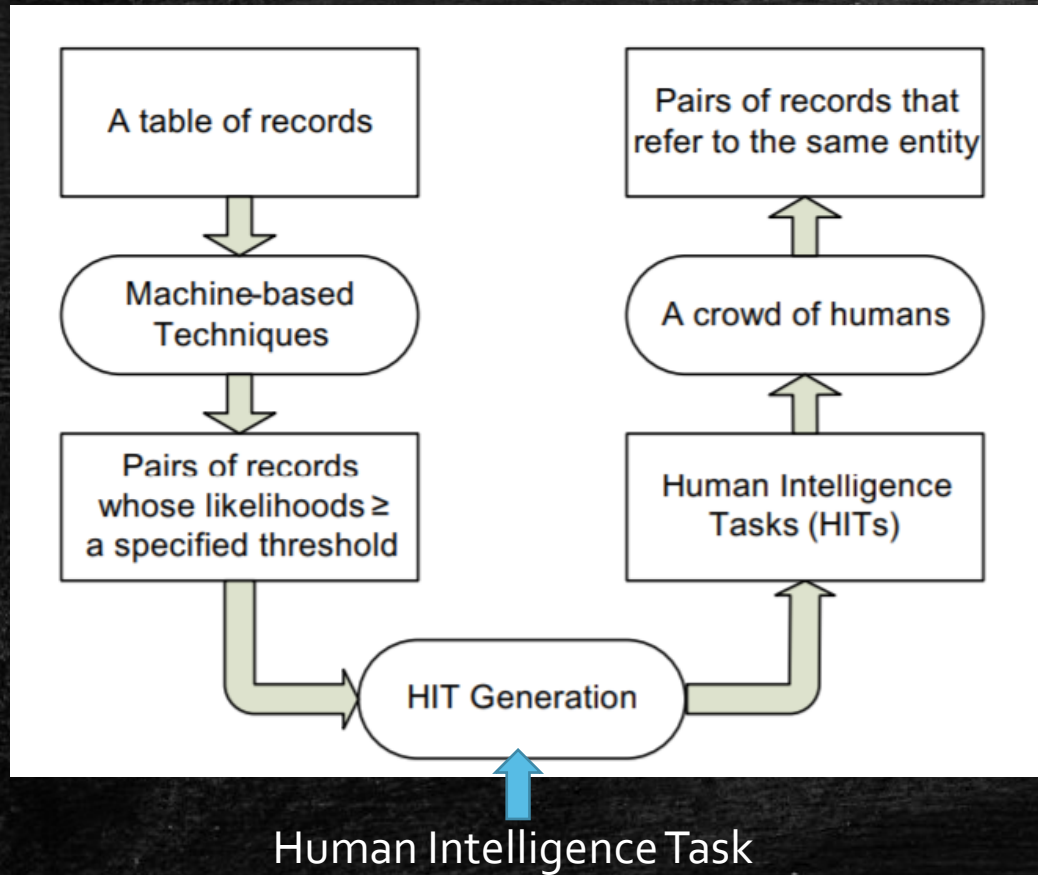 A table of records
Machine-based
Techniques
Pairs of records
whose likelihoods ≥
a specified threshold
HIT Generation
Human Intelligence
Tasks (HITs)
A crowd of humans
Pairs of records that
refer to the same entity
Human Intelligence Task